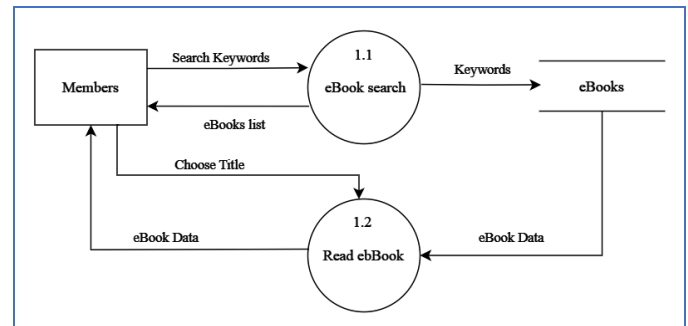 1.1
Search Keywords
Keywords
Members
eBook search
eBooks
eBooks list
Choose Title
1.2
eBook Data
eBook Data
Read ebBook